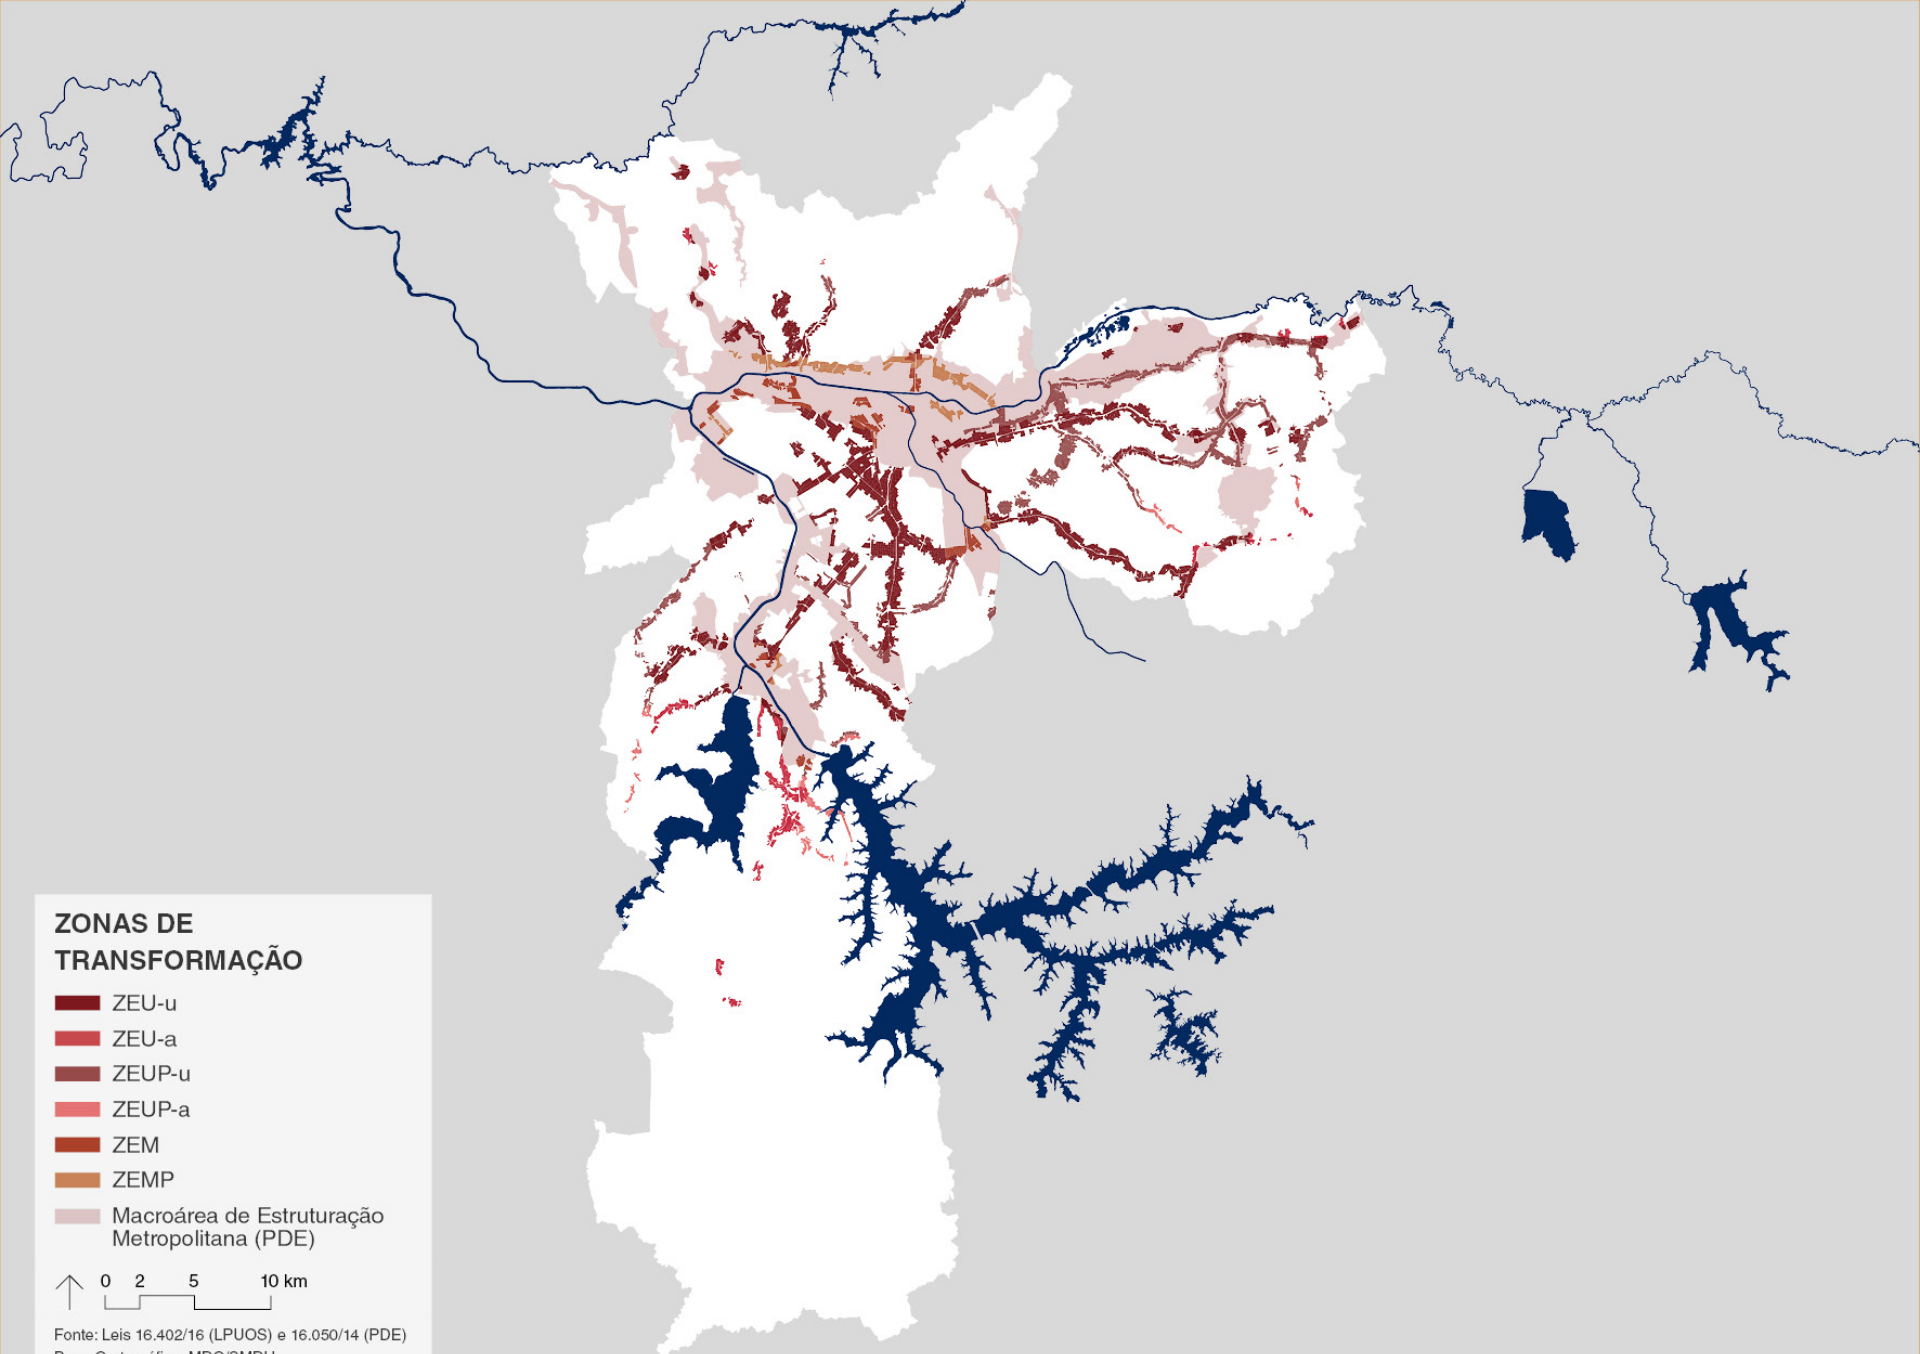 ZONAS DE
TRANSFORMAÇÃO
ZEU-u
ZEU-a
ZEUP-u
ZEUP-a
ZEM
ZEMP
Macroárea de Estruturação
Metropolitana (PDE)
0 2 5 10 km
Fonte: Leis 16.402/16 (LPUOS) e 16.050/14 (PDE)